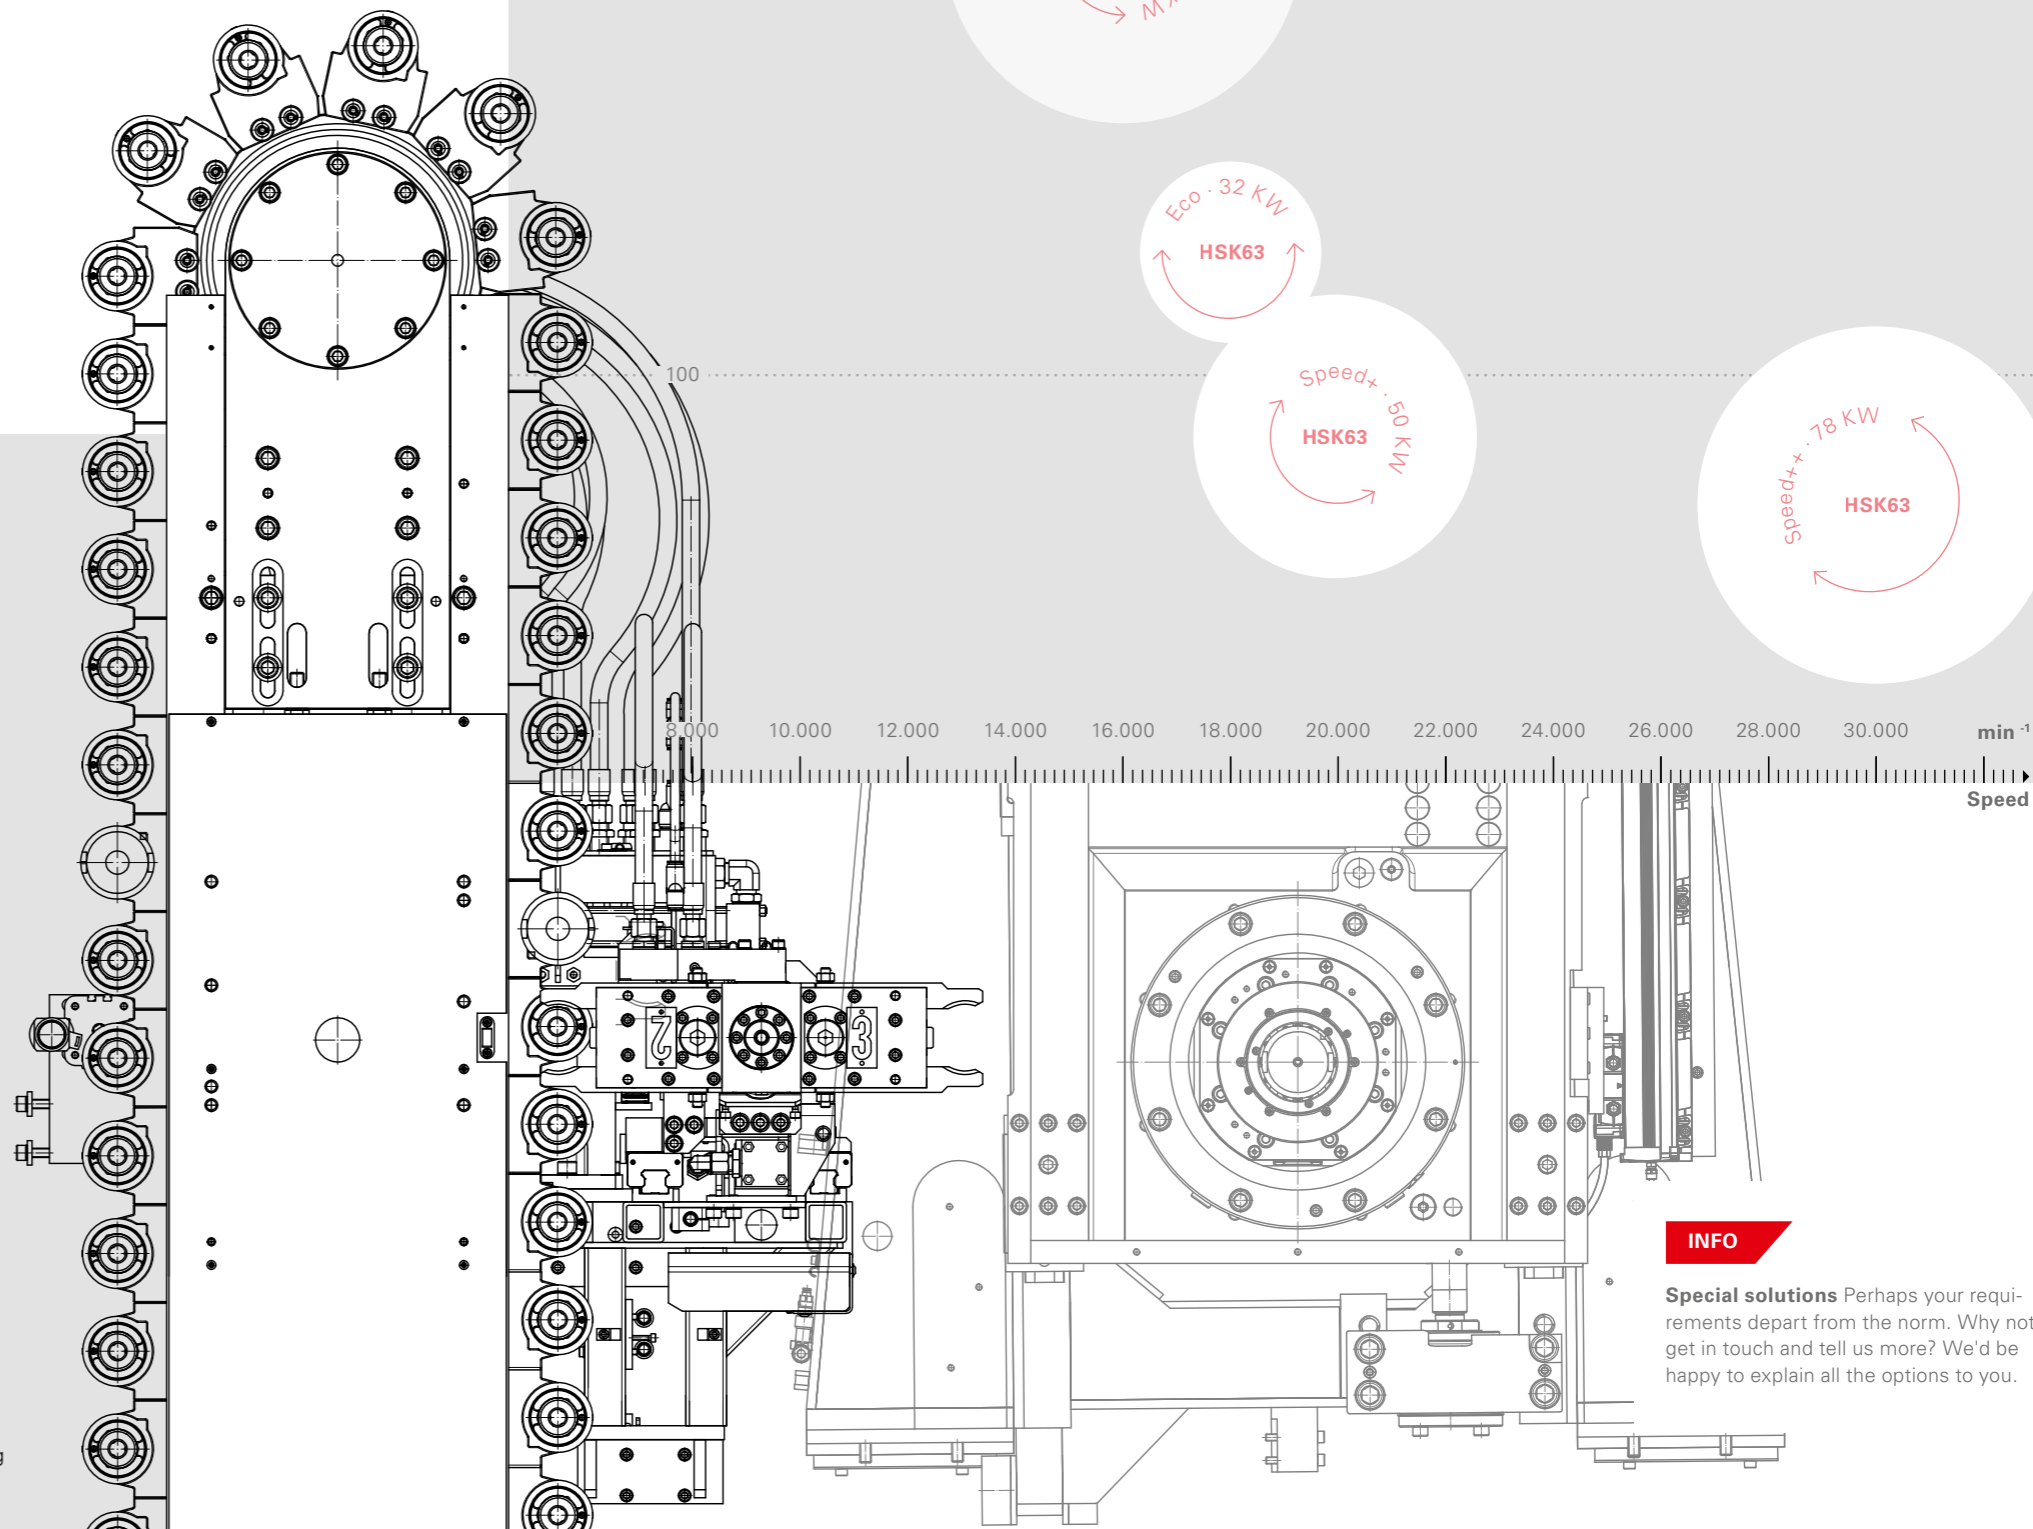 KW
Eco · 32 KW
HSK63
100
Speed+ · 50 KW
HSK63
Speed++ · 78 KW
HSK63
8.000 10.000 12.000 14.000 16.000 18.000 20.000 22.000 24.000 26.000 28.000 30.000 min -1
Speed
2 3
INFO
Special solutions Perhaps your requi-
rements depart from the norm. Why not
get in touch and tell us more? We'd be
happy to explain all the options to you.
g